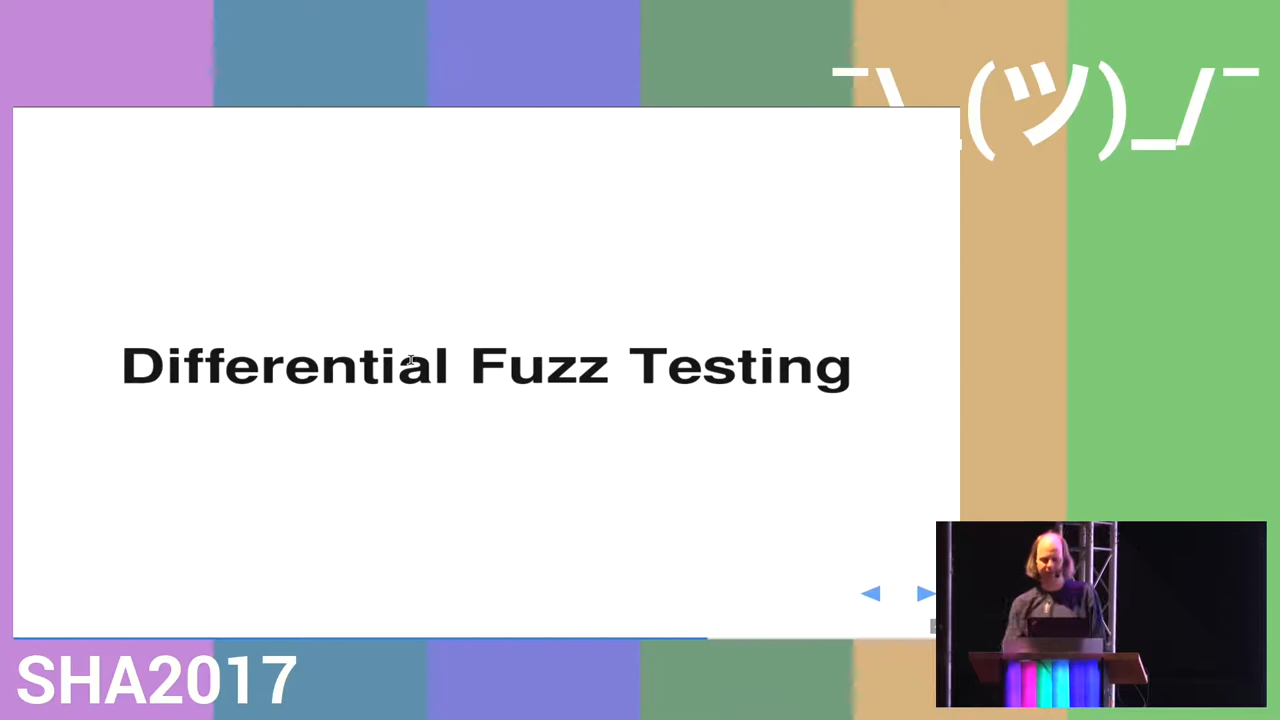 ¯\_(ツ)_/¯
Differential Fuzz Testing
SHA2017